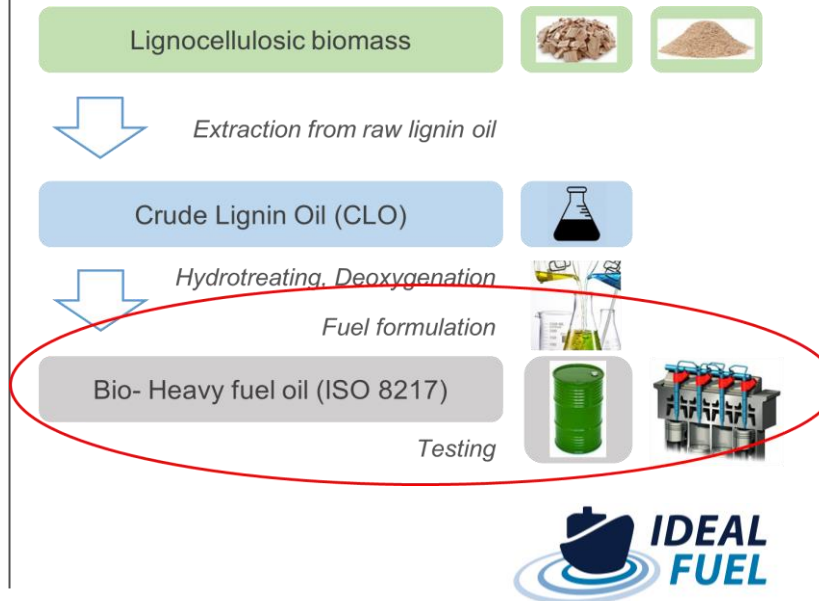 Lignocellulosic biomass
Extraction from raw lignin oil
Crude Lignin Oil (CLO)
Hydrotreating, Deoxygenation
Fuel formulation
Bio- Heavy fuel oil (ISO 8217)
Testing
IDEAL
FUEL